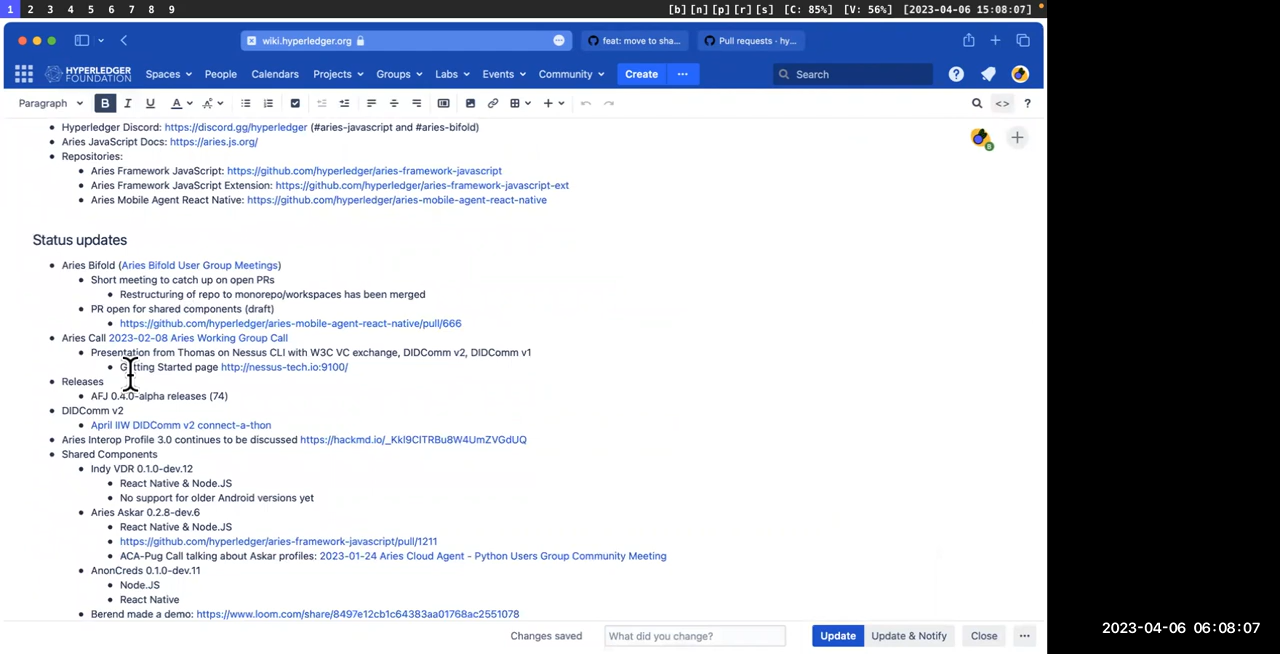 1 2 3 4 5 6 7 8 9 [b][n][p][r][s] [C: 85%] [V: 56%] [2023-04-06 15:08:07]
wiki.hyperledger.org feat: move to sha... Pull requests · hy...
HYPERLEDGER FOUNDATION Spaces People Calendars Projects Groups Labs Events Community Create ... Search
Paragraph B I U A
Hyperledger Discord: https://discord.gg/hyperledger (#aries-javascript and #aries-bifold)
Aries JavaScript Docs: https://aries.js.org/
Repositories:
Aries Framework JavaScript: https://github.com/hyperledger/aries-framework-javascript
Aries Framework JavaScript Extension: https://github.com/hyperledger/aries-framework-javascript-ext
Aries Mobile Agent React Native: https://github.com/hyperledger/aries-mobile-agent-react-native
Status updates
Aries Bifold (Aries Bifold User Group Meetings)
Short meeting to catch up on open PRs
Restructuring of repo to monorepo/workspaces has been merged
PR open for shared components (draft)
https://github.com/hyperledger/aries-mobile-agent-react-native/pull/666
Aries Call 2023-02-08 Aries Working Group Call
Presentation from Thomas on Nessus CLI with W3C VC exchange, DIDComm v2, DIDComm v1
Getting Started page http://nessus-tech.io:9100/
Releases
AFJ 0.4.0-alpha releases (74)
DIDComm v2
April IIW DIDComm v2 connect-a-thon
Aries Interop Profile 3.0 continues to be discussed https://hackmd.io/_KkI9CITRBu8W4UmZVGdUQ
Shared Components
Indy VDR 0.1.0-dev.12
React Native & Node.JS
No support for older Android versions yet
Aries Askar 0.2.8-dev.6
React Native & Node.JS
https://github.com/hyperledger/aries-framework-javascript/pull/1211
ACA-Pug Call talking about Askar profiles: 2023-01-24 Aries Cloud Agent - Python Users Group Community Meeting
AnonCreds 0.1.0-dev.11
Node.JS
React Native
Berend made a demo: https://www.loom.com/share/8497e12cb1c64383aa01768ac2551078
Changes saved What did you change? Update Update & Notify Close ...
2023-04-06 06:08:07